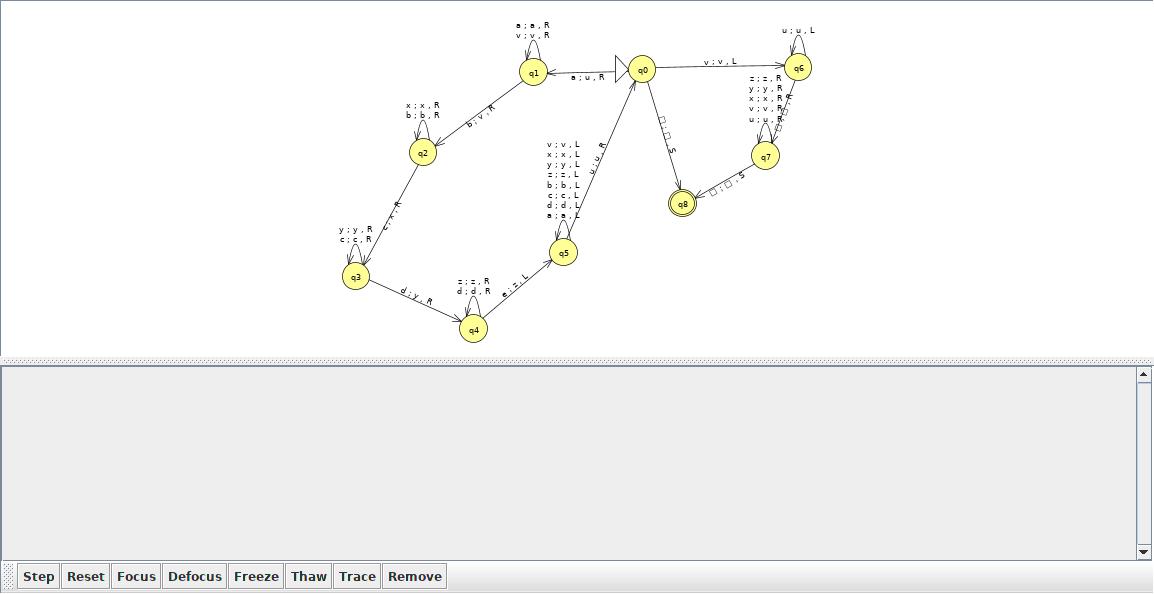 a ; a , R
v ; v , R
q1
a ; u , R
q0
v ; v , L
u ; u , L
q6
x ; x , R
b ; b , R
q2
b ; v , R
z ; z , R
y ; y , R
x ; x , R
v ; v , R
u ; u , R
q7
□ ; □ , R
□ ; □ , S
□ ; □ , S
q8
v ; v , L
x ; x , L
y ; y , L
z ; z , L
b ; b , L
c ; c , L
d ; d , L
a ; a , L
q5
u ; u , R
c ; x , R
y ; y , R
c ; c , R
q3
d ; y , R
z ; z , R
d ; d , R
q4
e ; z , L
Step Reset Focus Defocus Freeze Thaw Trace Remove